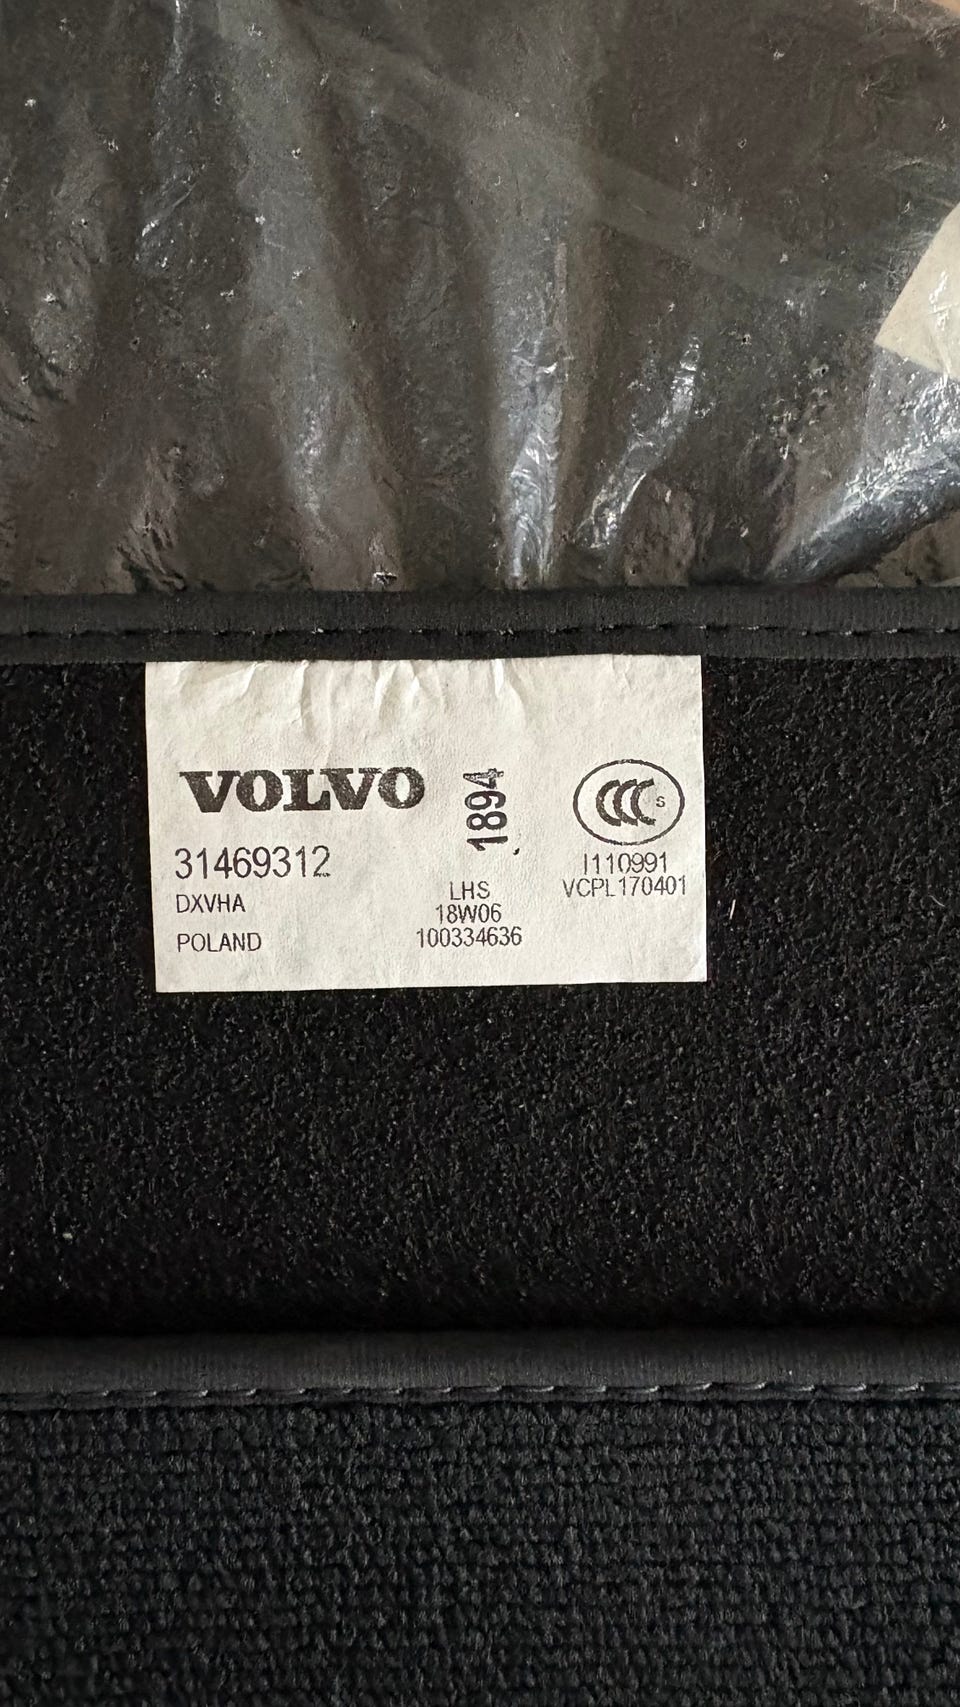 VOLVO
31469312
DXVHA
POLAND
1894
LHS
18W06
100334636
CCC S
I110991
VCPL170401